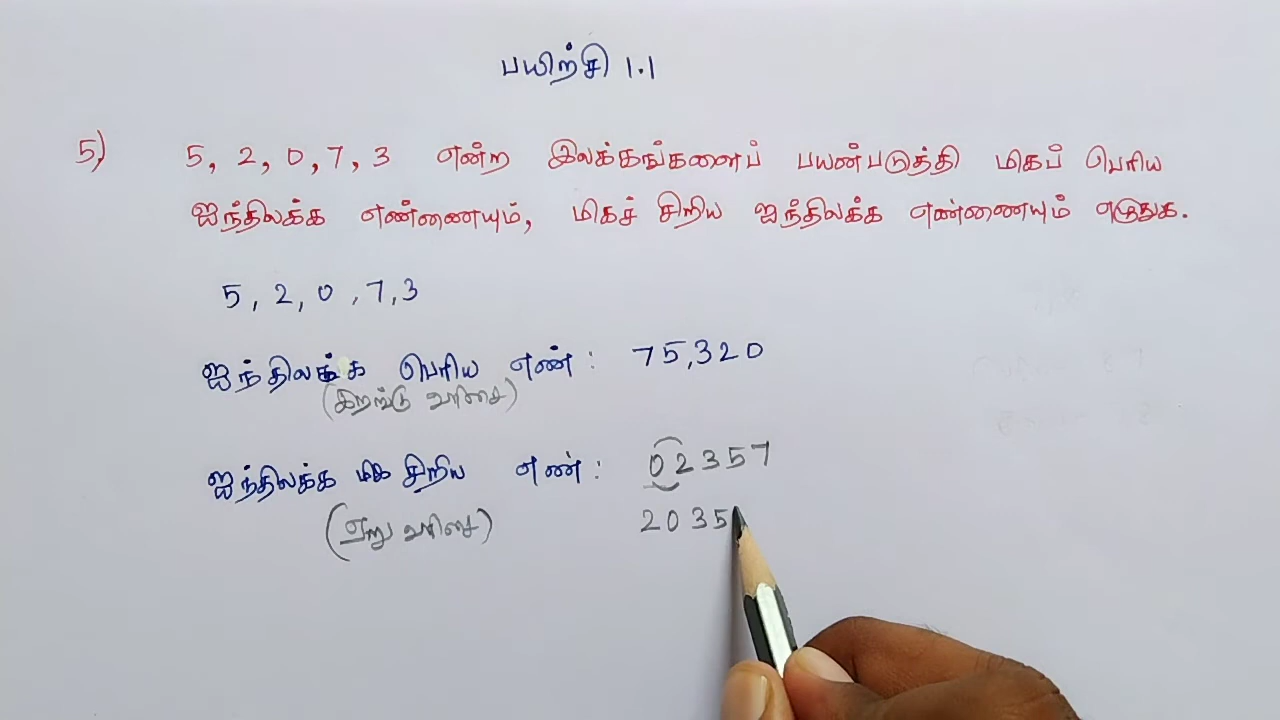 பயிற்சி 1.1
5) 5, 2, 0, 7, 3 என்ற இலக்கங்களைப் பயன்படுத்தி மிகப் பெரிய
ஐந்திலக்க எண்ணையும், மிகச் சிறிய ஐந்திலக்க எண்ணையும் எழுதுக.
5, 2, 0, 7, 3
ஐந்திலக்க பெரிய எண் : 75,320
(இறங்கு வரிசை)
ஐந்திலக்க மிக சிறிய எண் : 02357
(ஏறு வரிசை) 2035